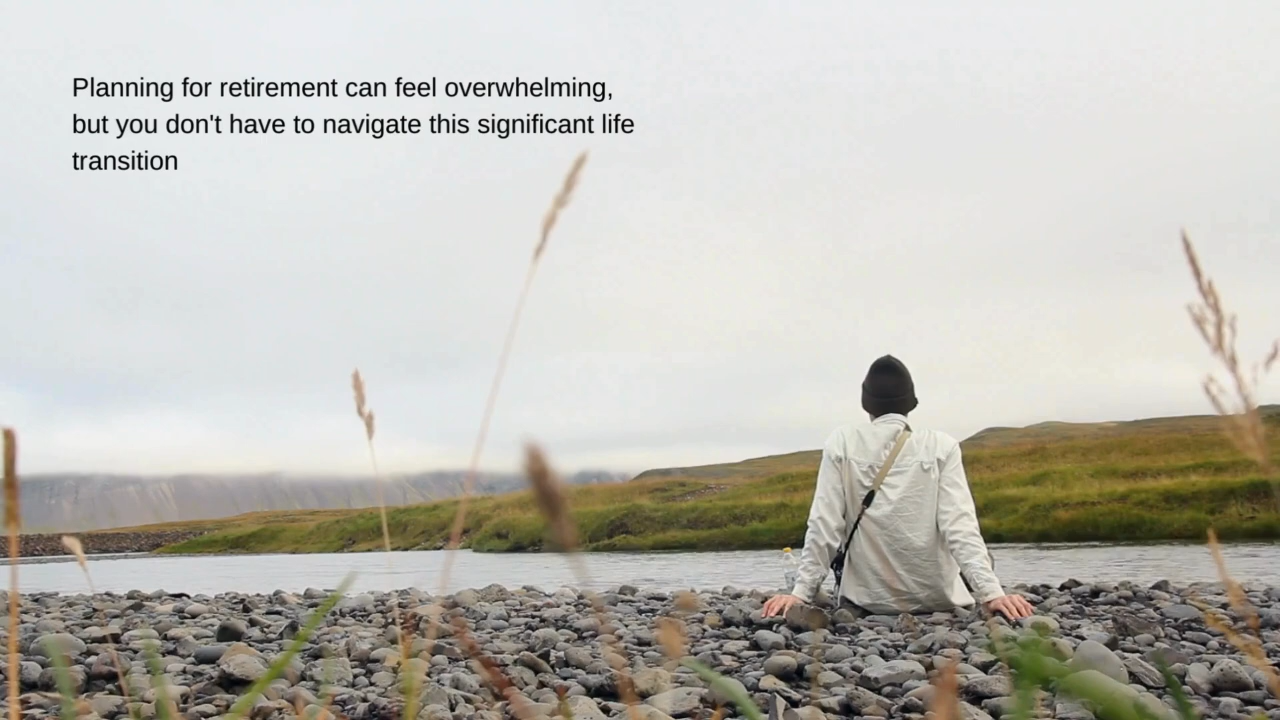 Planning for retirement can feel overwhelming,
but you don't have to navigate this significant life
transition